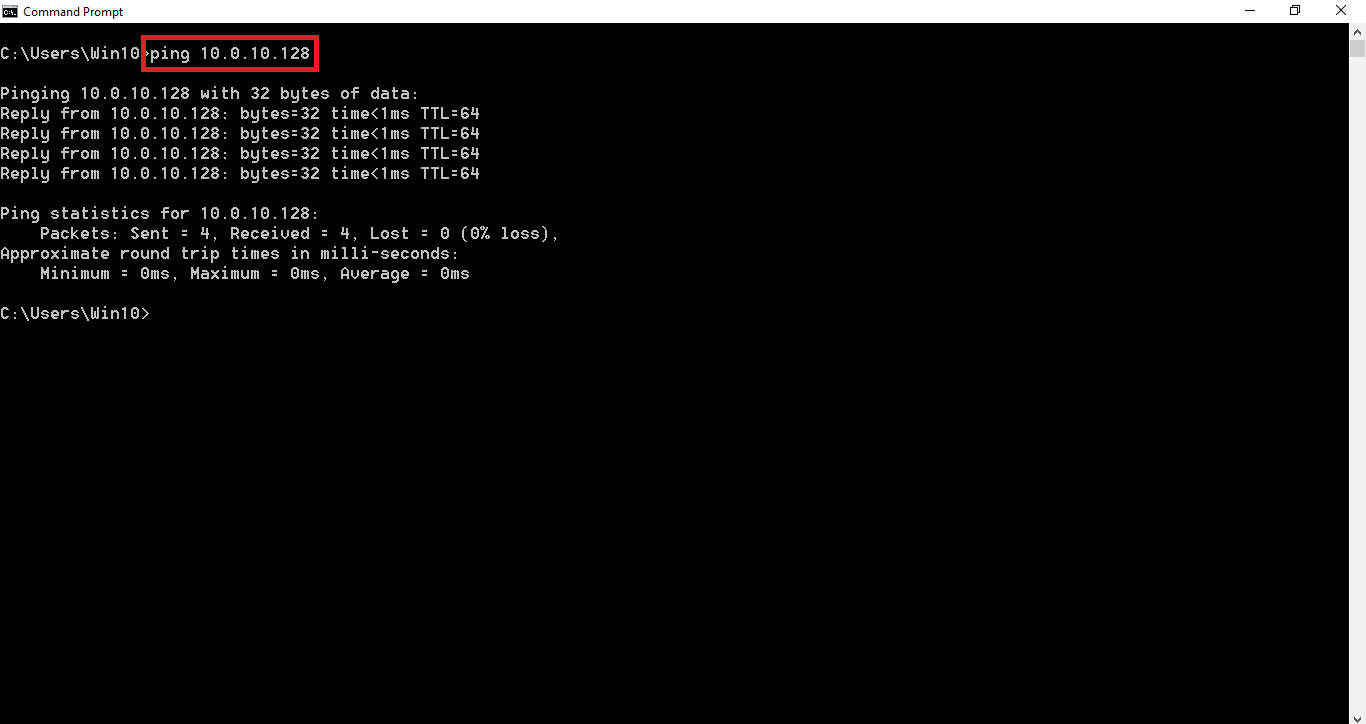 Command Prompt
C:\Users\Win10>ping 10.0.10.128
Pinging 10.0.10.128 with 32 bytes of data:
Reply from 10.0.10.128: bytes=32 time<1ms TTL=64
Reply from 10.0.10.128: bytes=32 time<1ms TTL=64
Reply from 10.0.10.128: bytes=32 time<1ms TTL=64
Reply from 10.0.10.128: bytes=32 time<1ms TTL=64
Ping statistics for 10.0.10.128:
    Packets: Sent = 4, Received = 4, Lost = 0 (0% loss),
Approximate round trip times in milli-seconds:
    Minimum = 0ms, Maximum = 0ms, Average = 0ms
C:\Users\Win10>